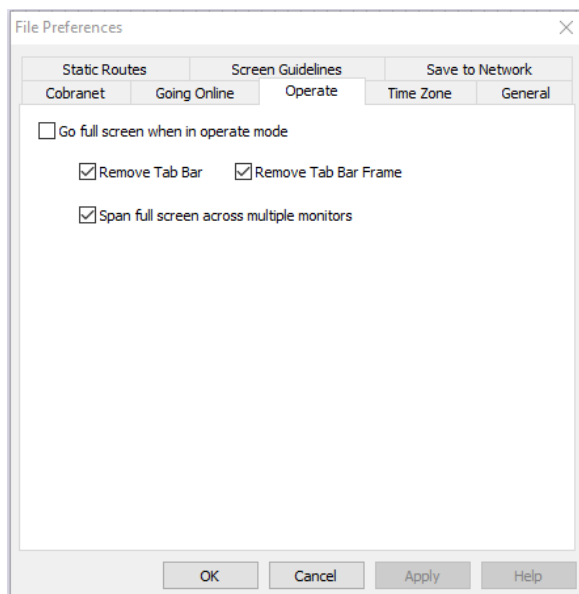 File Preferences
Static Routes Screen Guidelines Save to Network
Cobranet Going Online Operate Time Zone General
Go full screen when in operate mode
Remove Tab Bar Remove Tab Bar Frame
Span full screen across multiple monitors
OK Cancel Apply Help